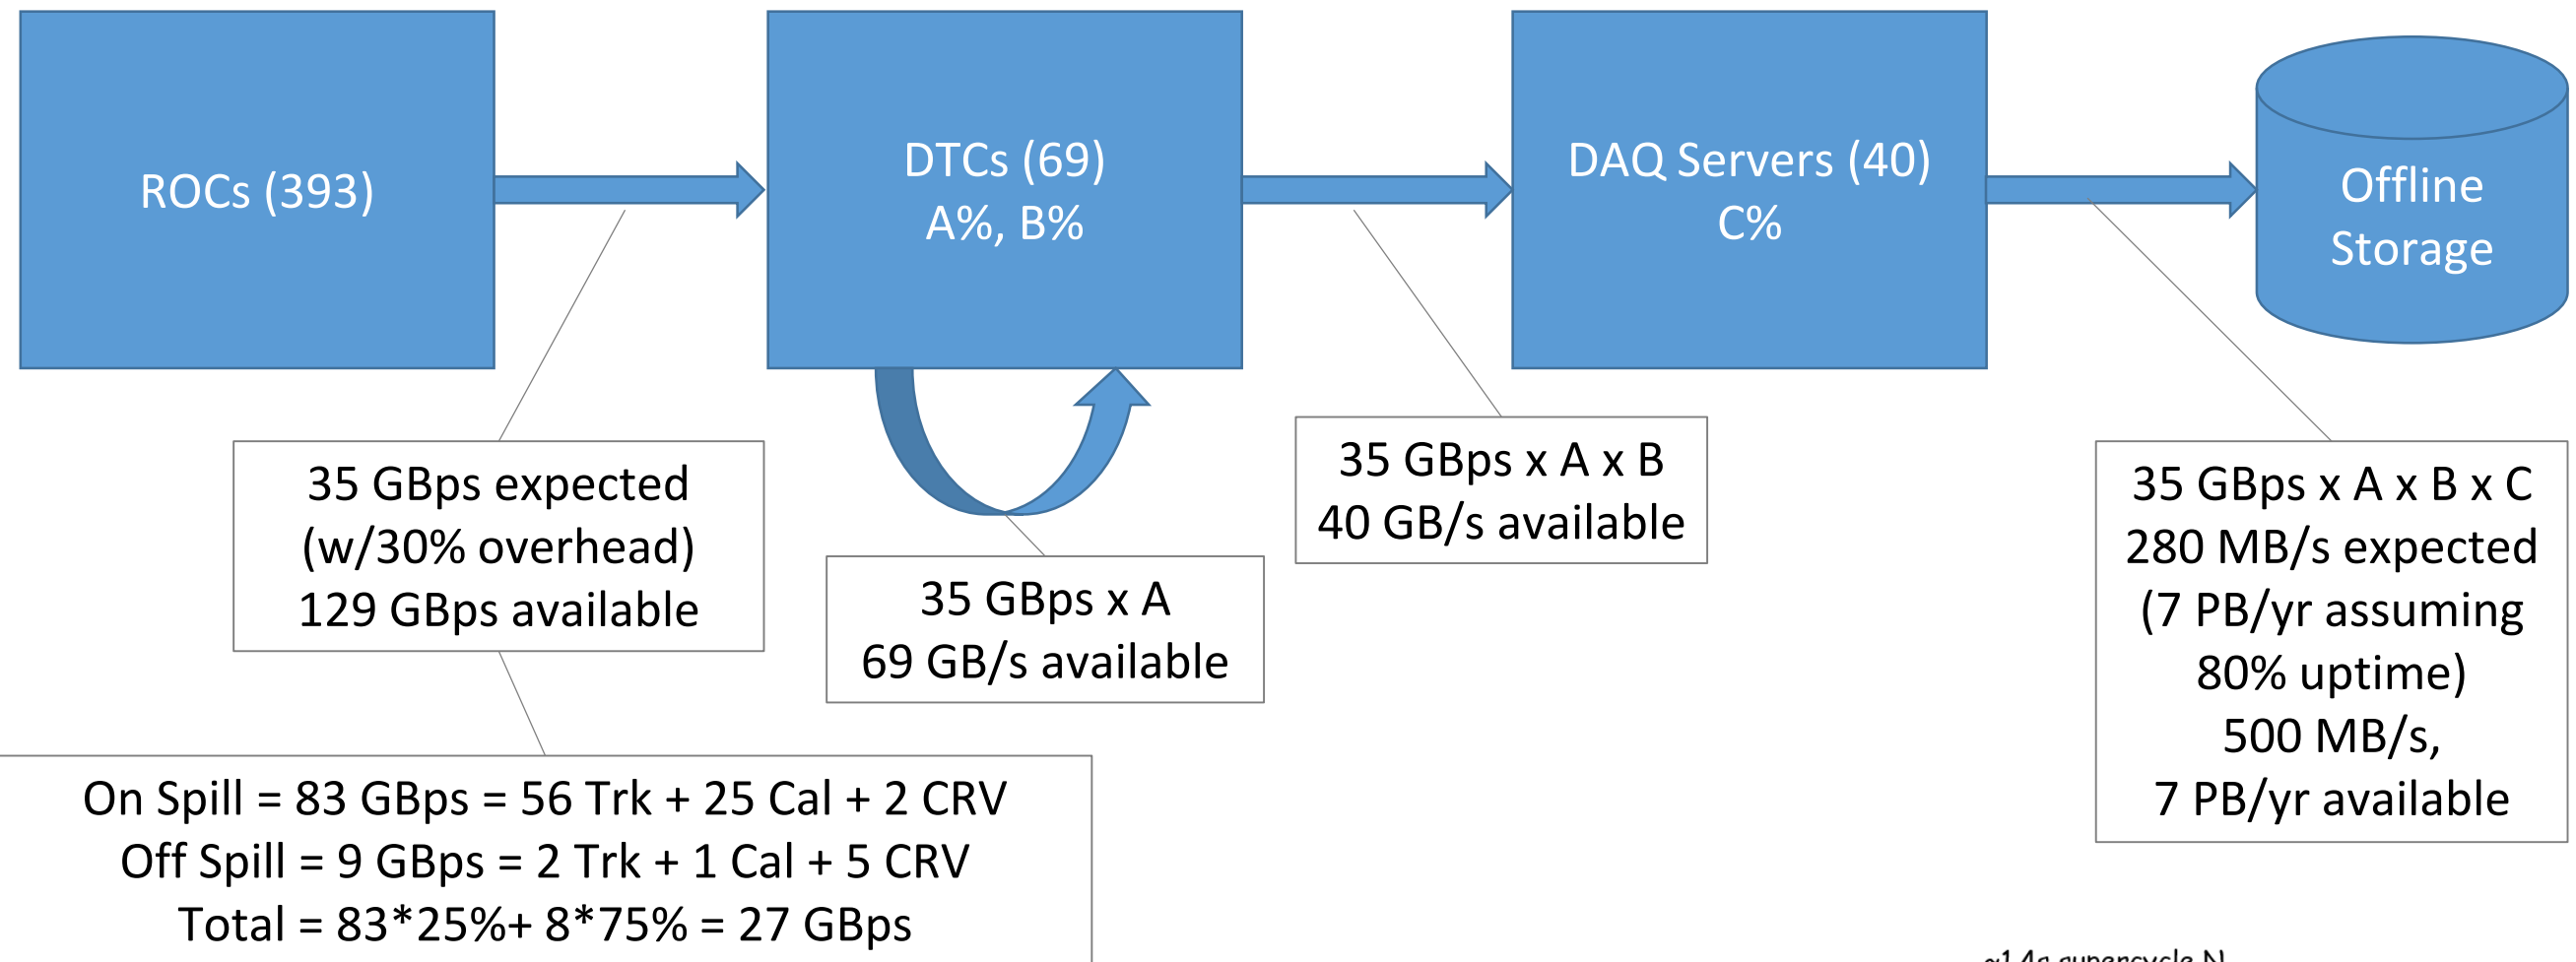 ROCs (393)
DTCs (69)
A%, B%
DAQ Servers (40)
C%
Offline
Storage
35 GBps expected
(w/30% overhead)
129 GBps available
35 GBps x A
69 GB/s available
35 GBps x A x B
40 GB/s available
35 GBps x A x B x C
280 MB/s expected
(7 PB/yr assuming
80% uptime)
500 MB/s,
7 PB/yr available
On Spill = 83 GBps = 56 Trk + 25 Cal + 2 CRV
Off Spill = 9 GBps = 2 Trk + 1 Cal + 5 CRV
Total = 83*25%+ 8*75% = 27 GBps
supercycle N